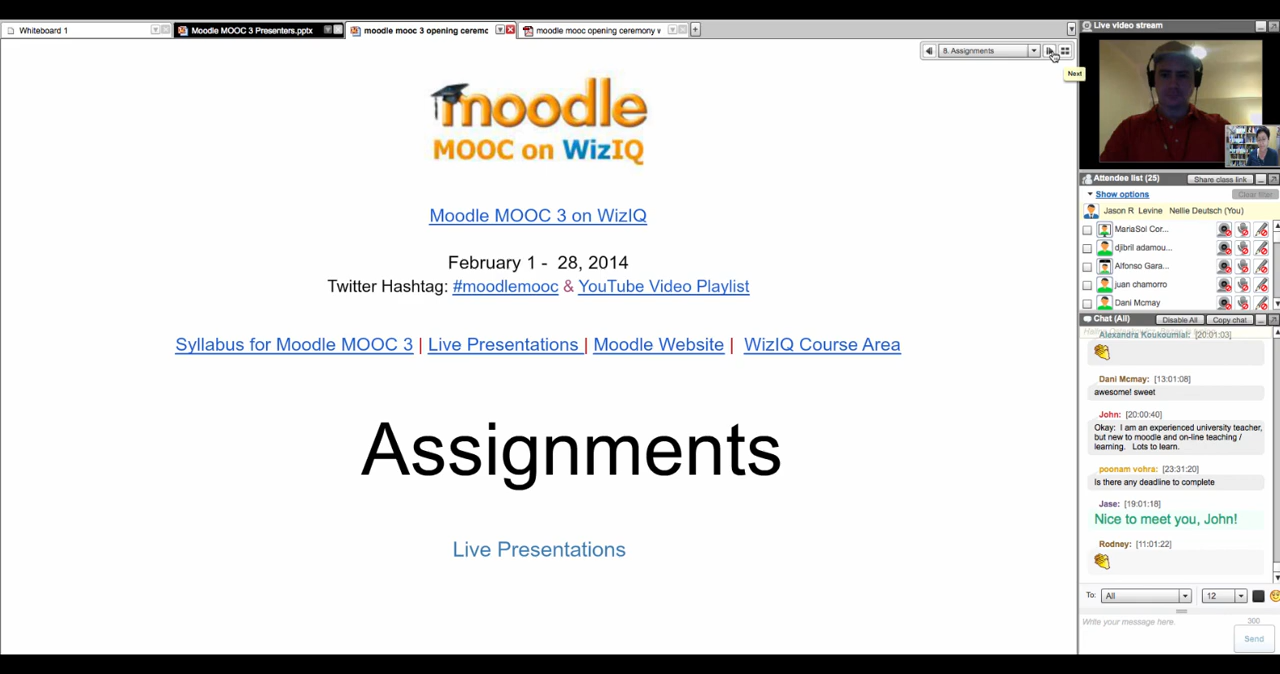 Whiteboard 1
Moodle MOOC 3 Presenters.pptx
moodle mooc 3 opening ceremc
moodle mooc opening ceremony v
8. Assignments
Next
moodle
MOOC on WizIQ
Moodle MOOC 3 on WizIQ
February 1 - 28, 2014
Twitter Hashtag: #moodlemooc & YouTube Video Playlist
Syllabus for Moodle MOOC 3 | Live Presentations | Moodle Website | WizIQ Course Area
Assignments
Live Presentations
Live video stream
Attendee list (25)
Share class link
Show options
Clear filter
Jason R Levine Nellie Deutsch (You)
MariaSol Cor...
djibril adamou...
Alfonso Gara...
juan chamorro
Dani Mcmay
Chat (All)
Disable All
Copy chat
Alexandra Koukoumial: [20:01:03]
Dani Mcmay: [13:01:08]
awesome! sweet
John: [20:00:40]
Okay: I am an experienced university teacher,
but new to moodle and on-line teaching /
learning. Lots to learn.
poonam vohra: [23:31:20]
Is there any deadline to complete
Jase: [19:01:18]
Nice to meet you, John!
Rodney: [11:01:22]
To: All 12
Write your message here.
300
Send